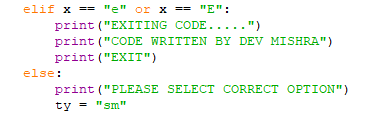 elif x == "e" or x == "E":
print("EXITING CODE.....")
print("CODE WRITTEN BY DEV MISHRA")
print("EXIT")
else:
print("PLEASE SELECT CORRECT OPTION")
ty = "sm"